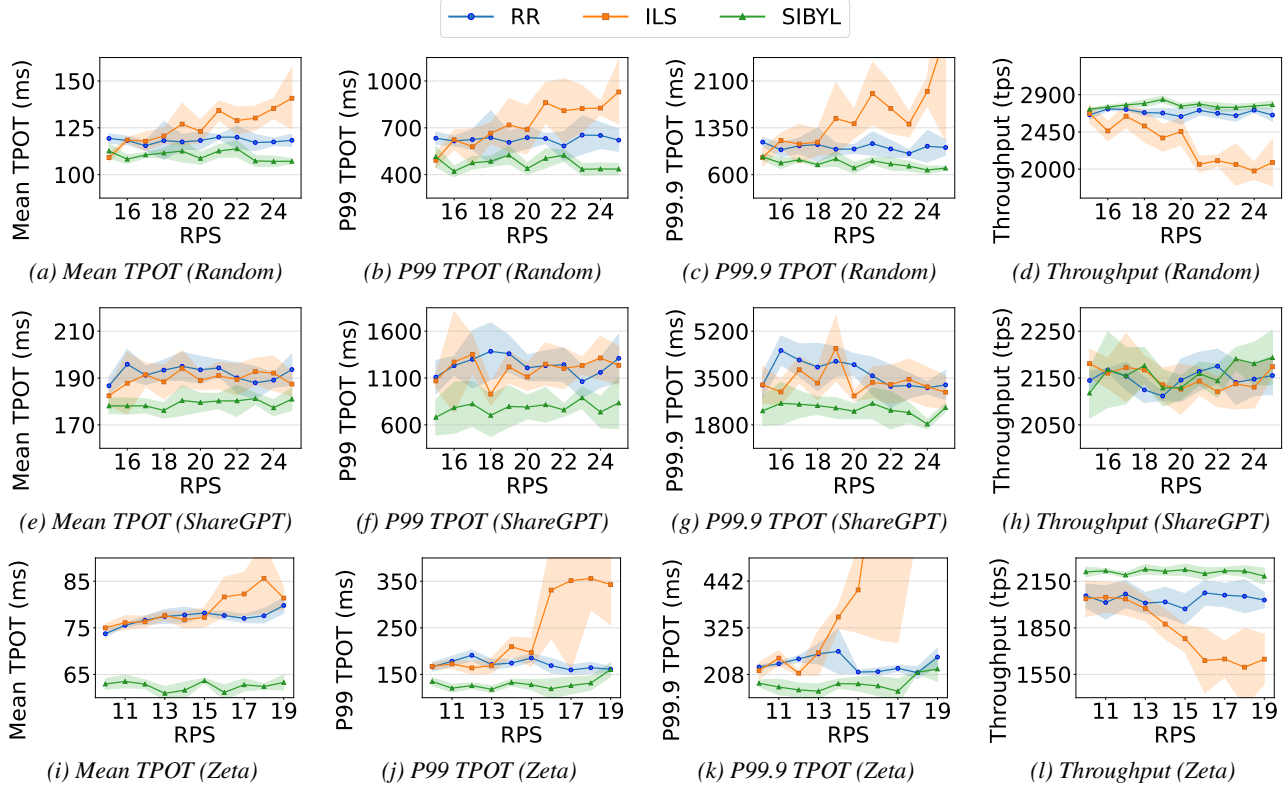 RR ILS SIBYL
Mean TPOT (ms)
150
125
100
16 18 20 22 24
RPS
(a) Mean TPOT (Random)
P99 TPOT (ms)
1000
700
400
16 18 20 22 24
RPS
(b) P99 TPOT (Random)
P99.9 TPOT (ms)
2100
1350
600
16 18 20 22 24
RPS
(c) P99.9 TPOT (Random)
Throughput (tps)
2900
2450
2000
16 18 20 22 24
RPS
(d) Throughput (Random)
Mean TPOT (ms)
210
190
170
16 18 20 22 24
RPS
(e) Mean TPOT (ShareGPT)
P99 TPOT (ms)
1600
1100
600
16 18 20 22 24
RPS
(f) P99 TPOT (ShareGPT)
P99.9 TPOT (ms)
5200
3500
1800
16 18 20 22 24
RPS
(g) P99.9 TPOT (ShareGPT)
Throughput (tps)
2250
2150
2050
16 18 20 22 24
RPS
(h) Throughput (ShareGPT)
Mean TPOT (ms)
85
75
65
11 13 15 17 19
RPS
(i) Mean TPOT (Zeta)
P99 TPOT (ms)
350
250
150
11 13 15 17 19
RPS
(j) P99 TPOT (Zeta)
P99.9 TPOT (ms)
442
325
208
11 13 15 17 19
RPS
(k) P99.9 TPOT (Zeta)
Throughput (tps)
2150
1850
1550
11 13 15 17 19
RPS
(l) Throughput (Zeta)